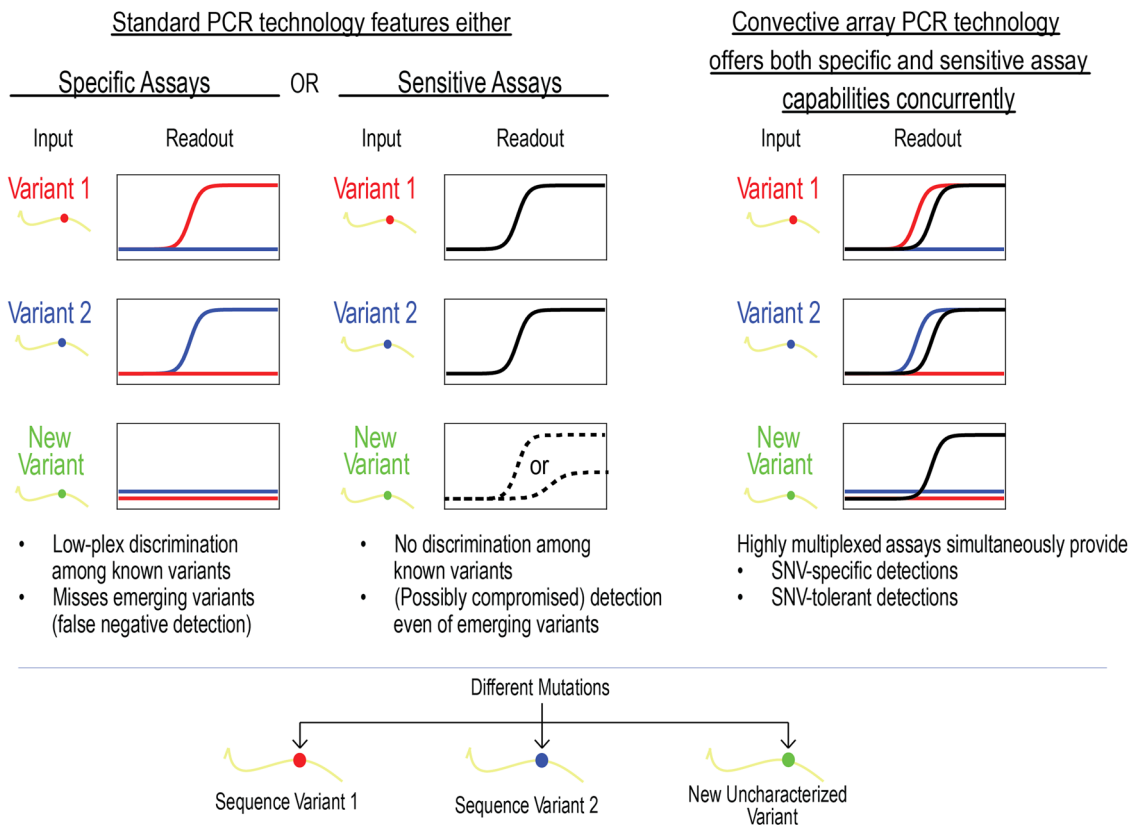 Standard PCR technology features either
Specific Assays
OR
Sensitive Assays
Convective array PCR technology
offers both specific and sensitive assay
capabilities concurrently
Input
Readout
Input
Readout
Input
Readout
Variant 1
Variant 1
Variant 1
Variant 2
Variant 2
Variant 2
New
Variant
New
Variant
or
New
Variant
• Low-plex discrimination
among known variants
• Misses emerging variants
(false negative detection)
• No discrimination among
known variants
• (Possibly compromised) detection
even of emerging variants
Highly multiplexed assays simultaneously provide
• SNV-specific detections
• SNV-tolerant detections
Different Mutations
Sequence Variant 1
Sequence Variant 2
New Uncharacterized
Variant